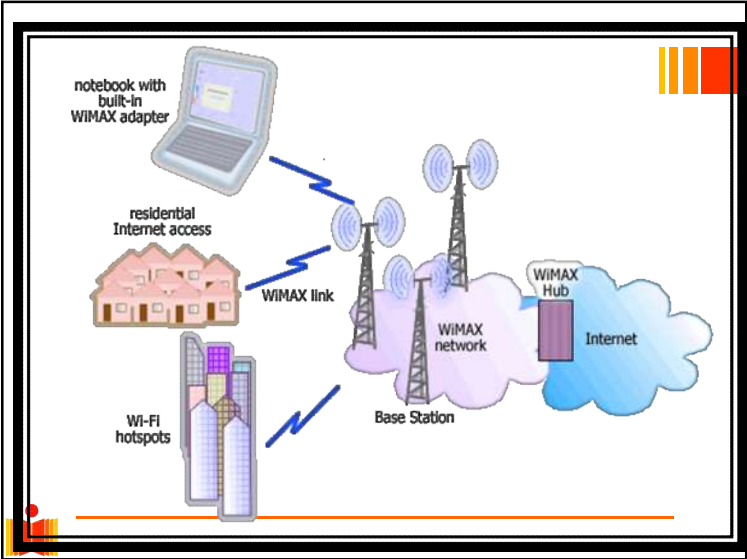 notebook with
built-in
WiMAX adapter
residential
Internet access
WiMAX link
WiMAX
Hub
WiMAX
network
Internet
Base Station
Wi-Fi
hotspots